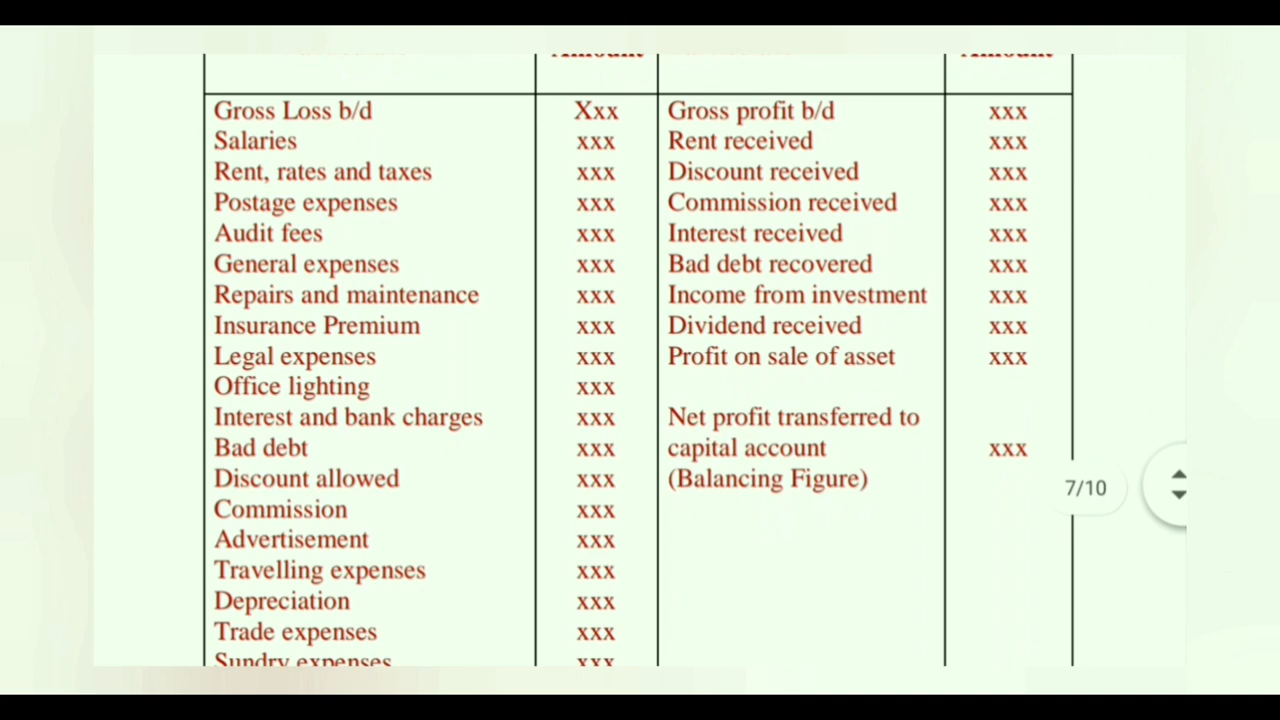 Amount Amount
Gross Loss b/d Xxx Gross profit b/d xxx
Salaries xxx Rent received xxx
Rent, rates and taxes xxx Discount received xxx
Postage expenses xxx Commission received xxx
Audit fees xxx Interest received xxx
General expenses xxx Bad debt recovered xxx
Repairs and maintenance xxx Income from investment xxx
Insurance Premium xxx Dividend received xxx
Legal expenses xxx Profit on sale of asset xxx
Office lighting xxx
Interest and bank charges xxx Net profit transferred to
Bad debt xxx capital account xxx
Discount allowed xxx (Balancing Figure)
7/10
Commission xxx
Advertisement xxx
Travelling expenses xxx
Depreciation xxx
Trade expenses xxx
Sundry expenses xxx